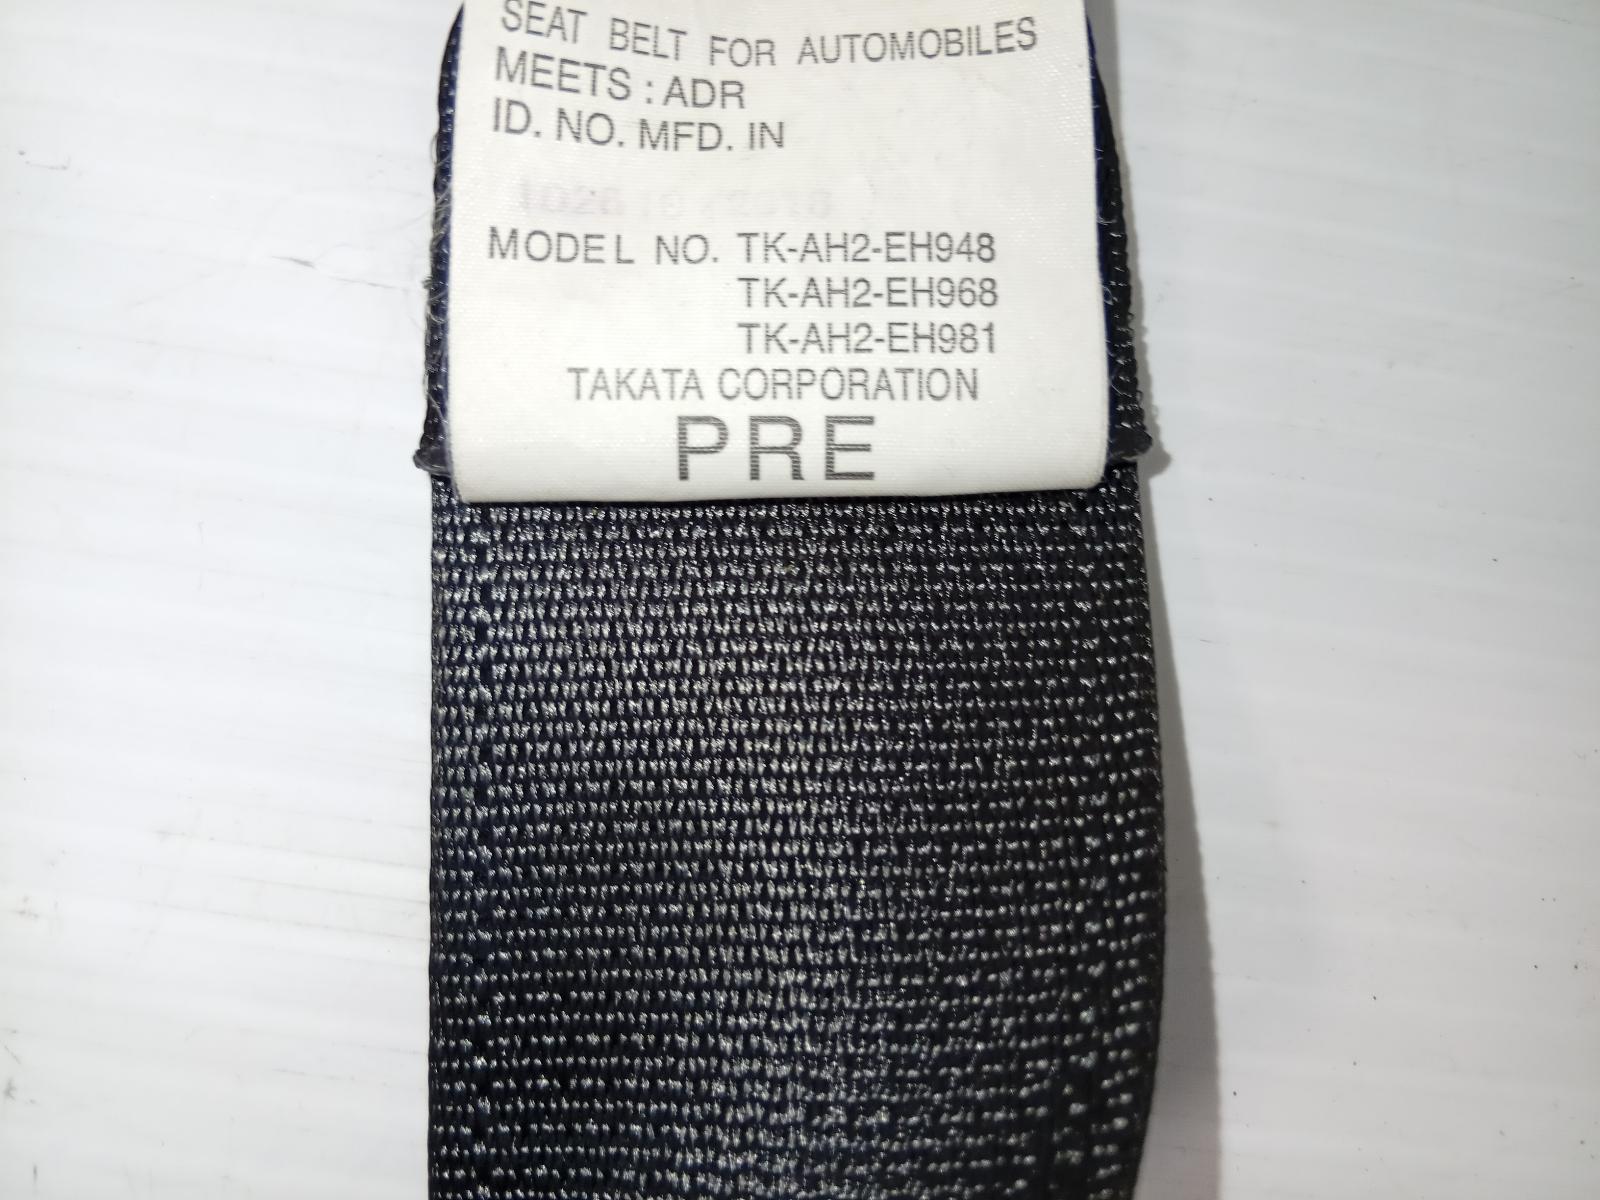 SEAT BELT FOR AUTOMOBILES
MEETS : ADR
ID. NO. MFD. IN
MODEL NO. TK-AH2-EH948
TK-AH2-EH968
TK-AH2-EH981
TAKATA CORPORATION
PRE